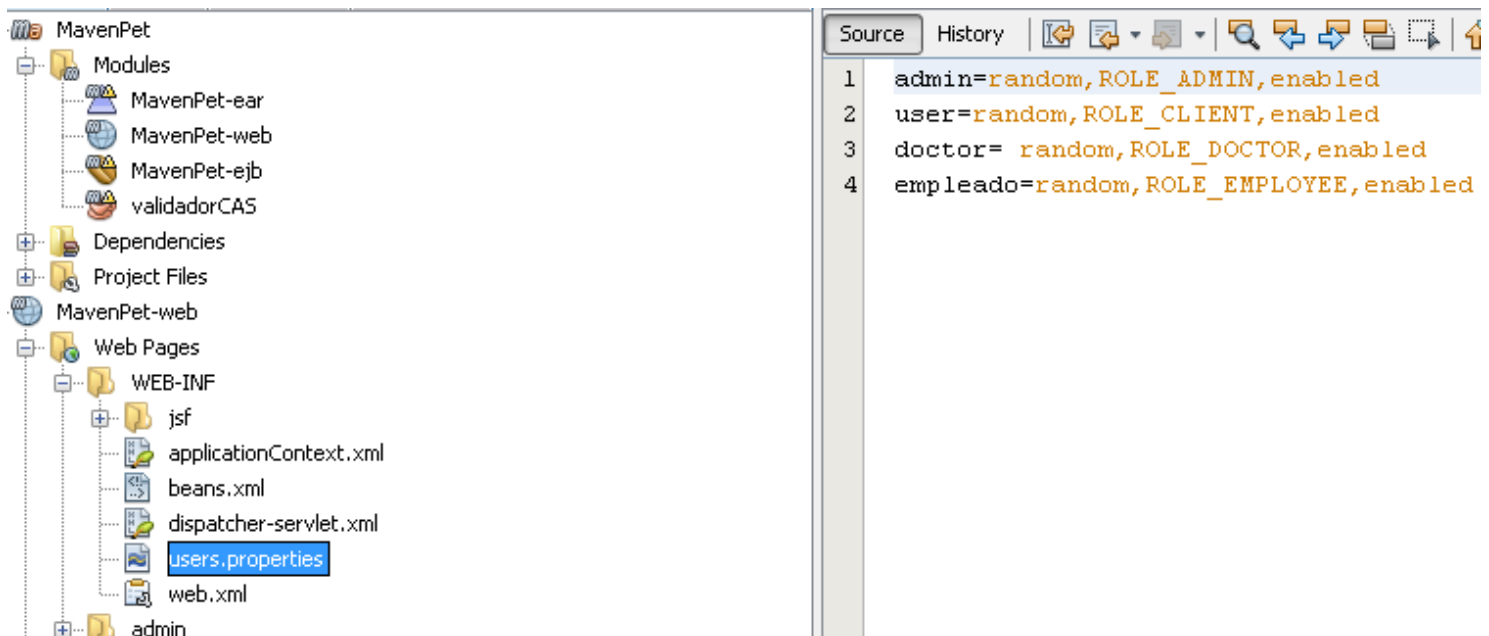 MavenPet
Modules
MavenPet-ear
MavenPet-web
MavenPet-ejb
validadorCAS
Dependencies
Project Files
MavenPet-web
Web Pages
WEB-INF
jsf
applicationContext.xml
beans.xml
dispatcher-servlet.xml
users.properties
web.xml
admin
Source History
1 admin=random,ROLE_ADMIN,enabled
2 user=random,ROLE_CLIENT,enabled
3 doctor= random,ROLE_DOCTOR,enabled
4 empleado=random,ROLE_EMPLOYEE,enabled